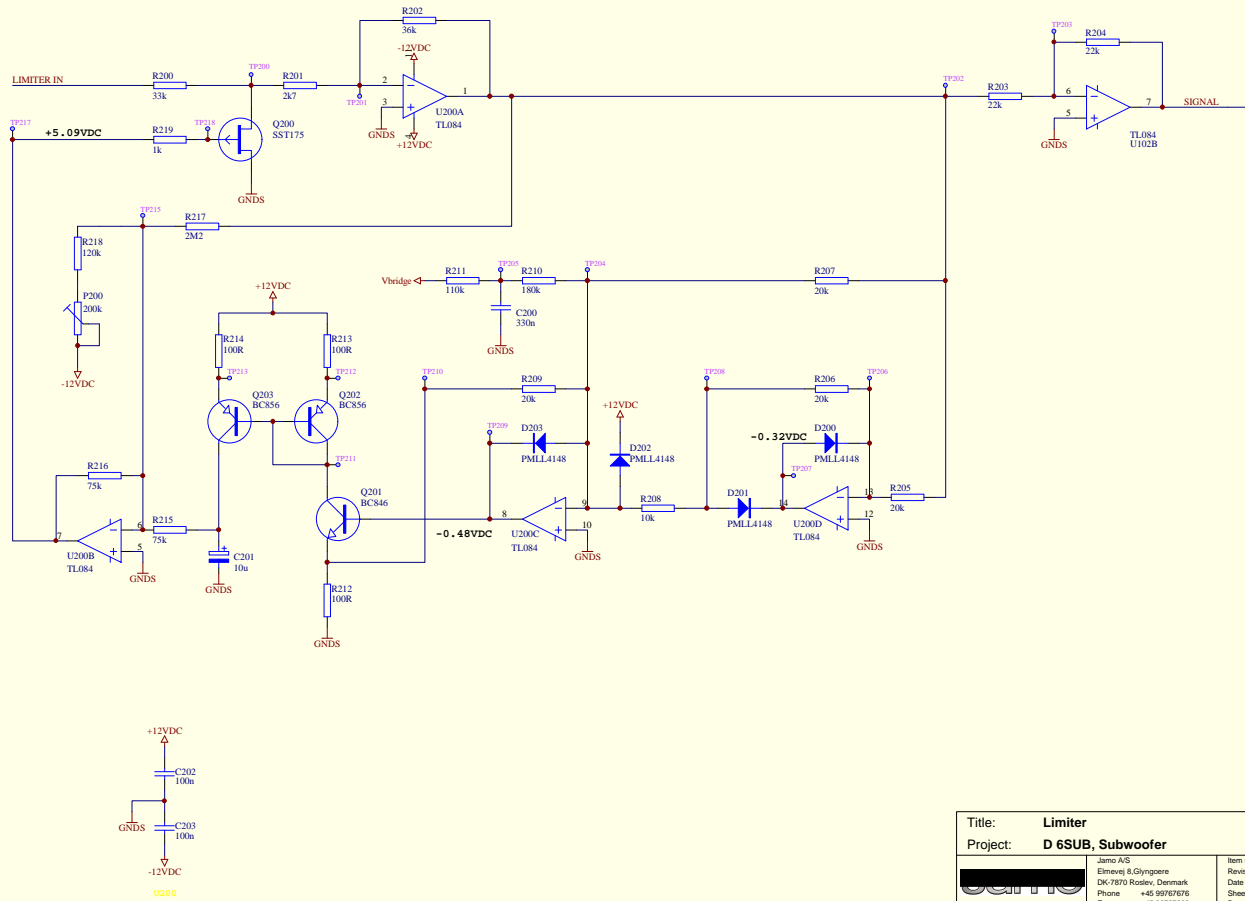 R202
36k
-12VDC
LIMITER IN
R200
33k
TP200
R201
2k7
TP201
2
3
1
U200A
TL084
GNDS
4
+12VDC
TP202
R203
22k
TP203
R204
22k
6
5
7
TL084
U102B
GNDS
SIGNAL
TP217
+5.09VDC
R219
1k
TP218
Q200
SST175
GNDS
TP215
R217
2M2
R218
120k
P200
200k
-12VDC
+12VDC
R214
100R
R213
100R
TP213
TP212
Q203
BC856
Q202
BC856
TP211
Vbridge
R211
110k
TP205
R210
180k
TP204
C200
330n
GNDS
R207
20k
TP210
R209
20k
TP209
D203
PMLL4148
+12VDC
D202
PMLL4148
TP208
R206
20k
TP206
-0.32VDC
D200
PMLL4148
TP207
R216
75k
7
6
5
U200B
TL084
GNDS
R215
75k
C201
10u
GNDS
Q201
BC846
-0.48VDC
8
9
10
U200C
TL084
GNDS
R208
10k
D201
PMLL4148
14
13
12
U200D
TL084
GNDS
R205
20k
R212
100R
GNDS
+12VDC
C202
100n
GNDS
C203
100n
-12VDC
U200
Title: Limiter
Project: D 6SUB, Subwoofer
Jamo A/S
Elmevej 8,Glyngoere
DK-7870 Roslev, Denmark
Phone +45 99767676
Item
Revis
Date
Shee